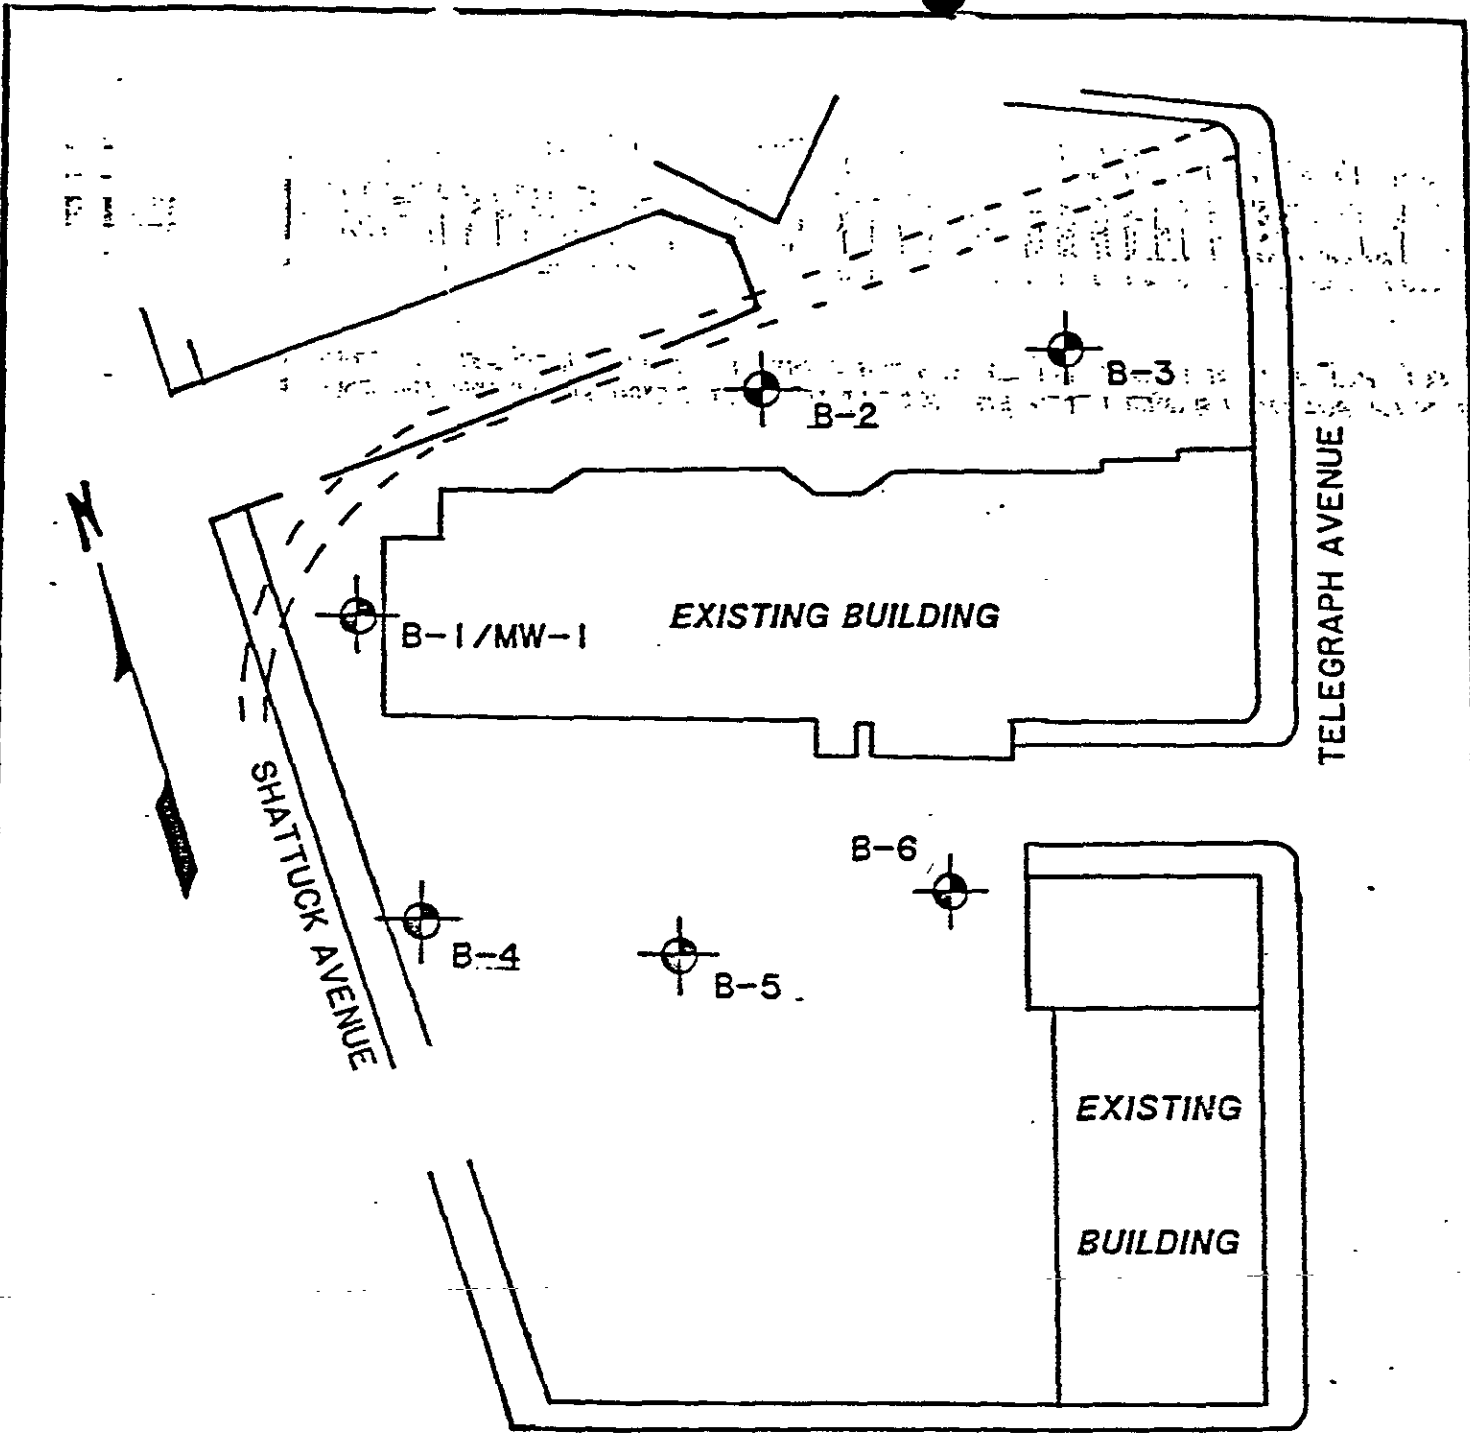 B-3
B-2
TELEGRAPH AVENUE
N
EXISTING BUILDING
B-1/MW-1
SHATTUCK AVENUE
B-6
B-4
B-5
EXISTING
BUILDING